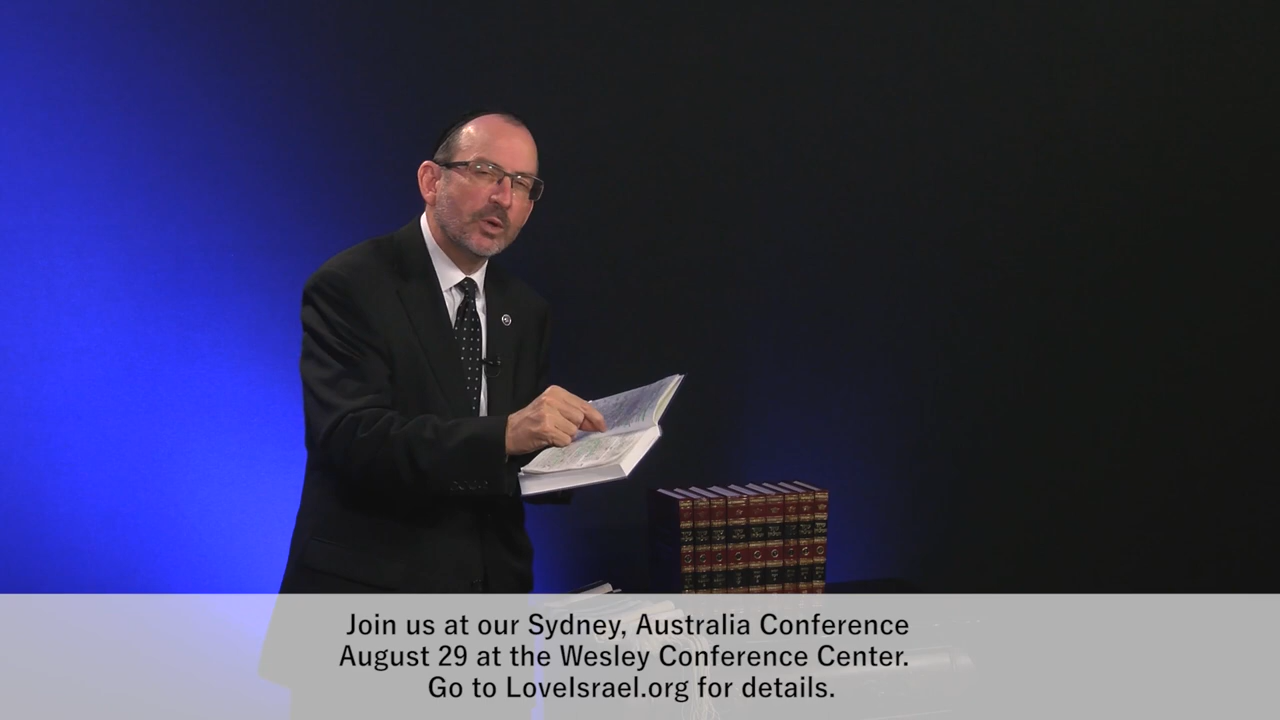 Join us at our Sydney, Australia Conference
August 29 at the Wesley Conference Center.
Go to LoveIsrael.org for details.